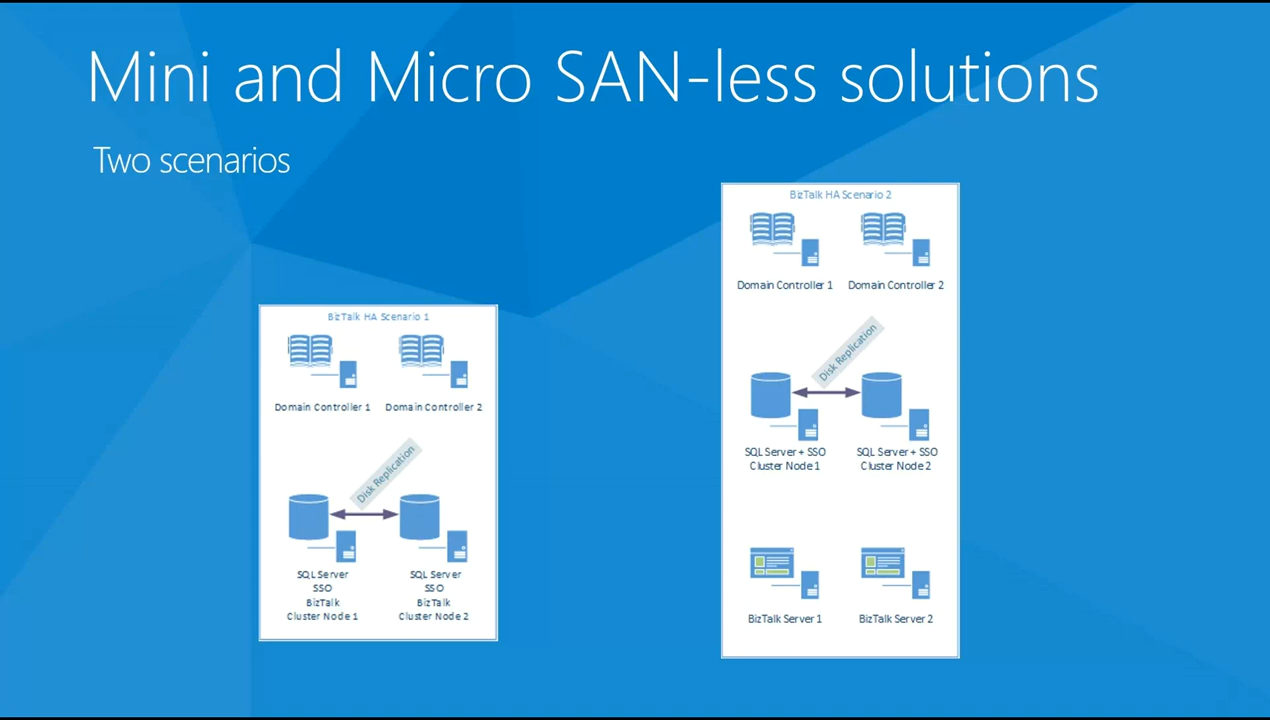 Mini and Micro SAN-less solutions
Two scenarios
BizTalk HA Scenario 1
Domain Controller 1
Domain Controller 2
Disk Replication
SQL Server
SSO
BizTalk
Cluster Node 1
SQL Server
SSO
BizTalk
Cluster Node 2
BizTalk HA Scenario 2
Domain Controller 1
Domain Controller 2
Disk Replication
SQL Server + SSO
Cluster Node 1
SQL Server + SSO
Cluster Node 2
BizTalk Server 1
BizTalk Server 2